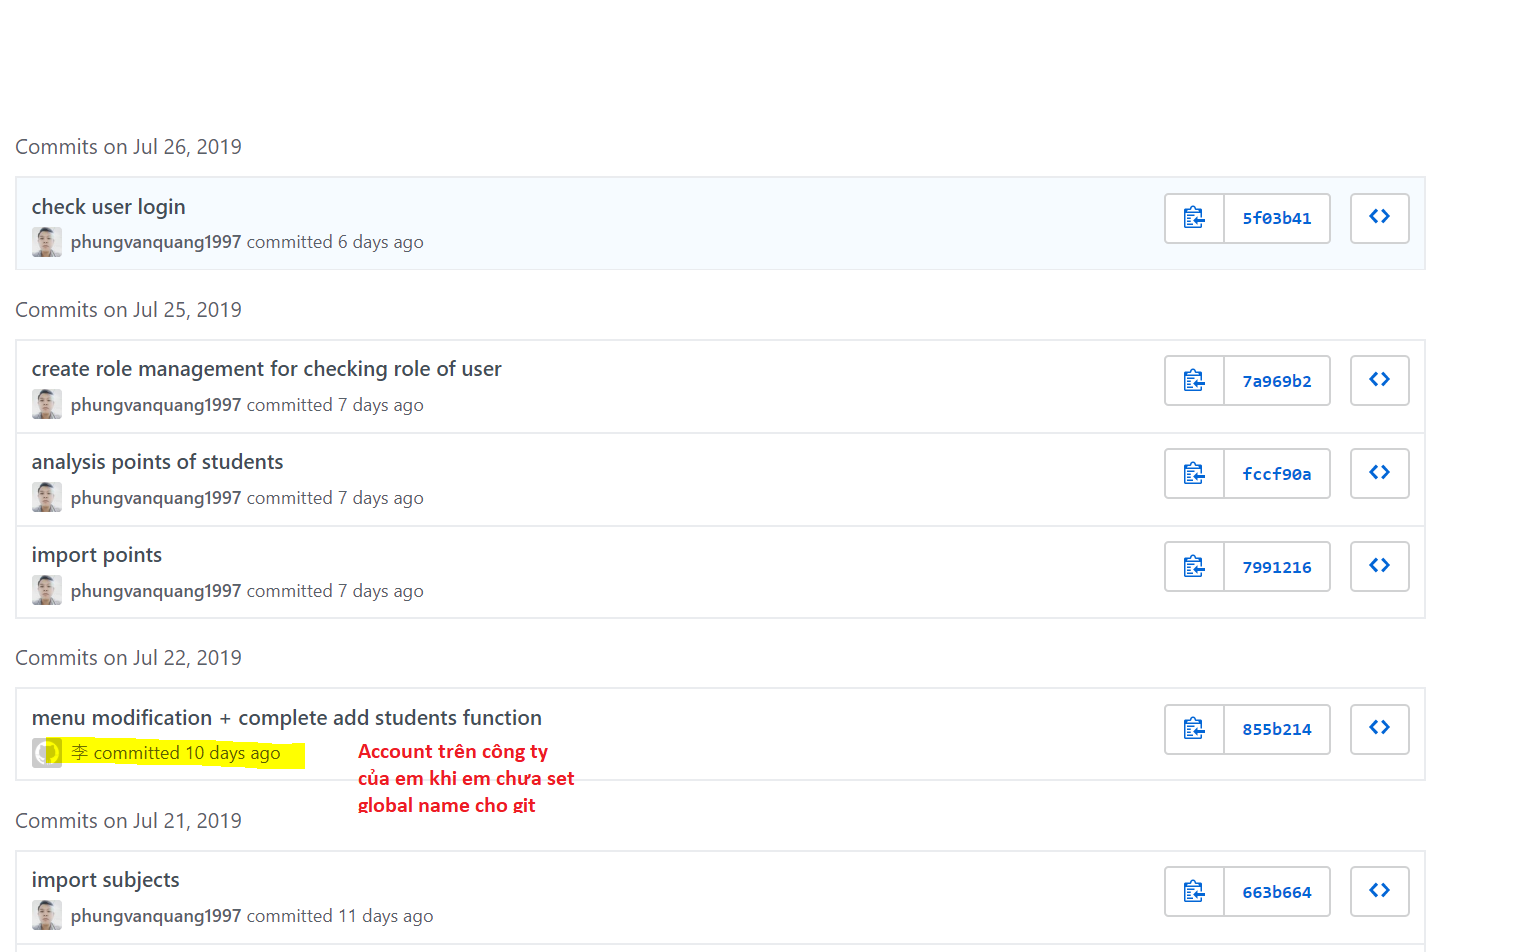 Commits on Jul 26, 2019
check user login
5f03b41
phungvanquang1997 committed 6 days ago
Commits on Jul 25, 2019
create role management for checking role of user
7a969b2
phungvanquang1997 committed 7 days ago
analysis points of students
fccf90a
phungvanquang1997 committed 7 days ago
import points
7991216
phungvanquang1997 committed 7 days ago
Commits on Jul 22, 2019
menu modification + complete add students function
855b214
李 committed 10 days ago
Account trên công ty
của em khi em chưa set
global name cho git
Commits on Jul 21, 2019
import subjects
663b664
phungvanquang1997 committed 11 days ago